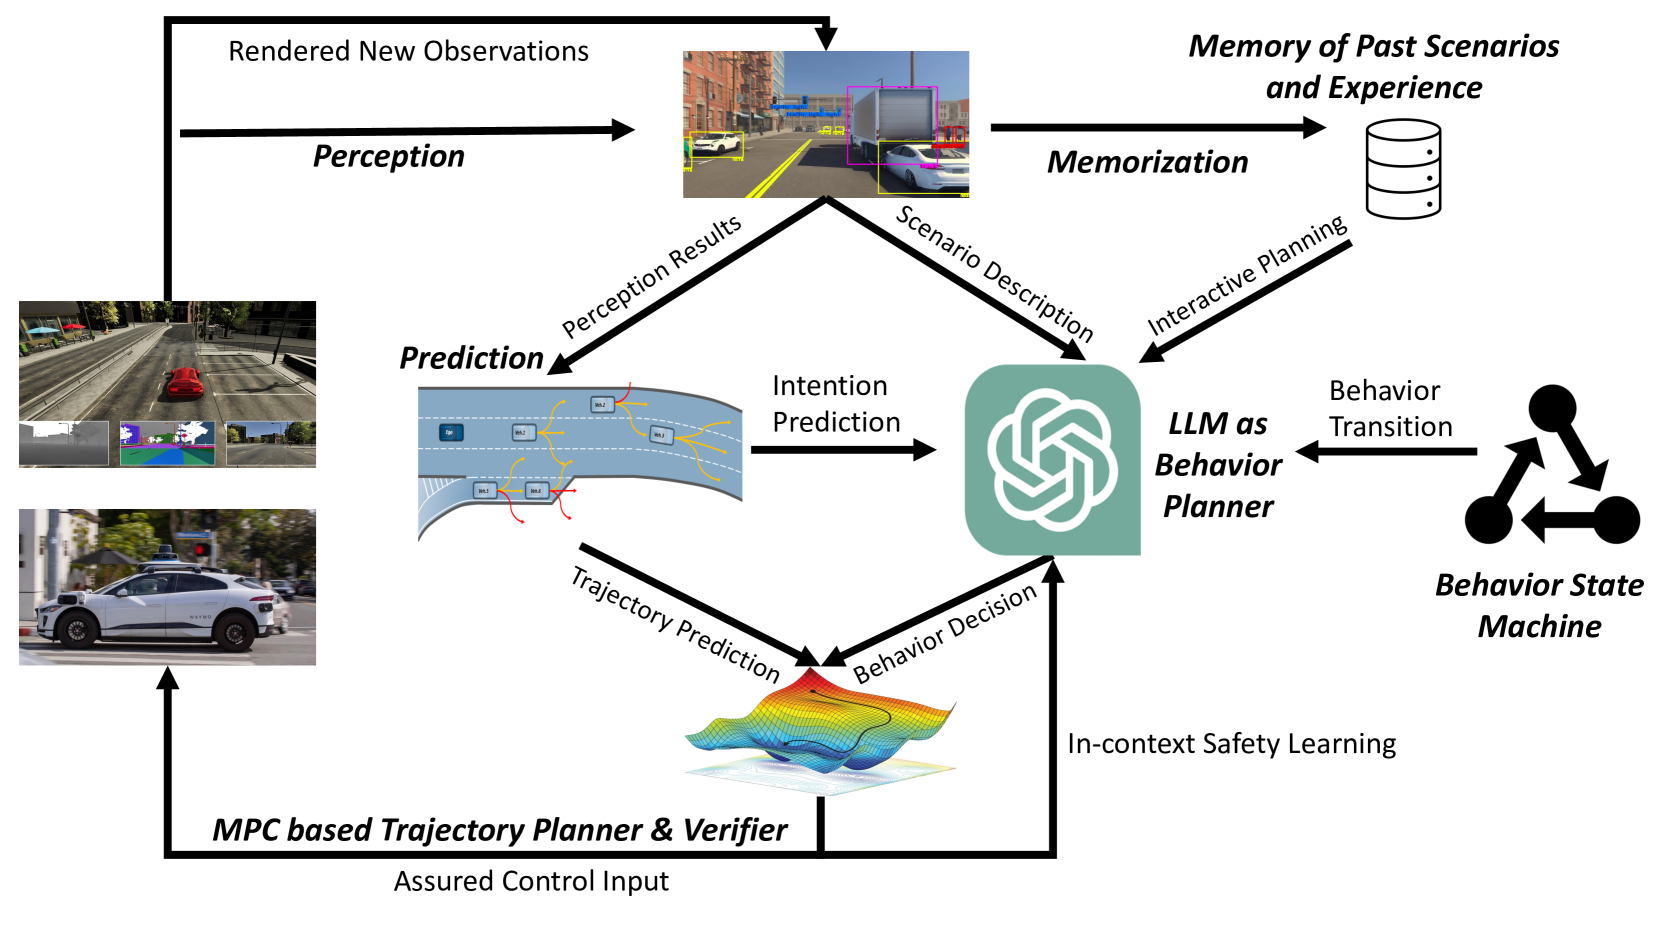 Rendered New Observations
Memory of Past Scenarios
and Experience
Perception
Memorization
Perception Results
Scenario Description
Interactive Planning
Prediction
Intention
Prediction
Behavior
Transition
LLM as
Behavior
Planner
Ego
Veh.1
Veh.2
Veh.3
Veh.5
Veh.4
WAYMO
Behavior State
Machine
Trajectory Prediction
Behavior Decision
In-context Safety Learning
MPC based Trajectory Planner & Verifier
Assured Control Input